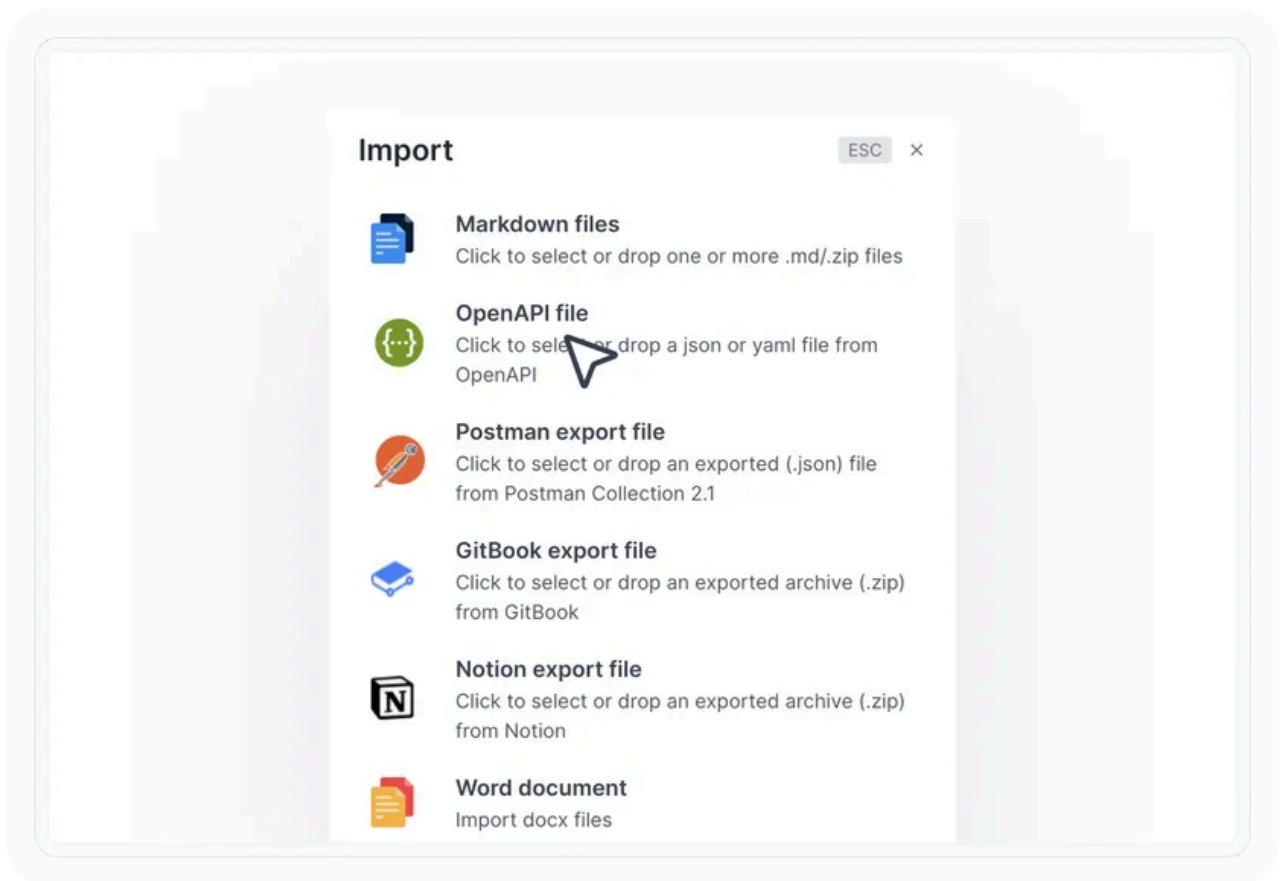 Import
ESC ×
Markdown files
Click to select or drop one or more .md/.zip files
OpenAPI file
Click to select or drop a json or yaml file from
OpenAPI
Postman export file
Click to select or drop an exported (.json) file
from Postman Collection 2.1
GitBook export file
Click to select or drop an exported archive (.zip)
from GitBook
N
Notion export file
Click to select or drop an exported archive (.zip)
from Notion
Word document
Import docx files